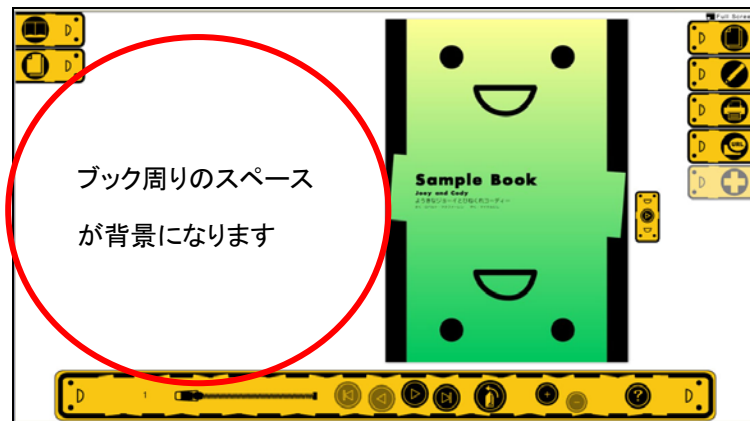 Full Screen
URL
ブック周りのスペース
が背景になります
Sample Book
Joey and Cody
ようきなジョーイとひねくれコーディー
1
?